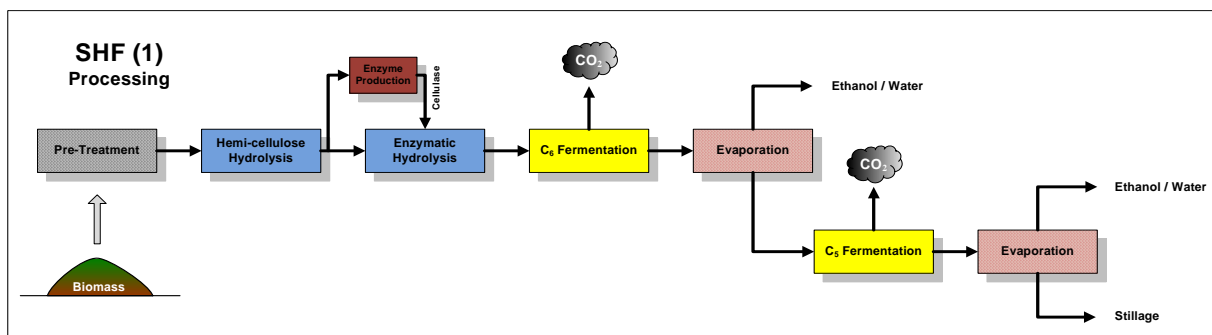 SHF (1)
Processing
CO₂
Enzyme
Production
Cellulase
Ethanol / Water
Pre-Treatment
Hemi-cellulose
Hydrolysis
Enzymatic
Hydrolysis
C₆ Fermentation
Evaporation
CO₂
Ethanol / Water
C₅ Fermentation
Evaporation
Biomass
Stillage